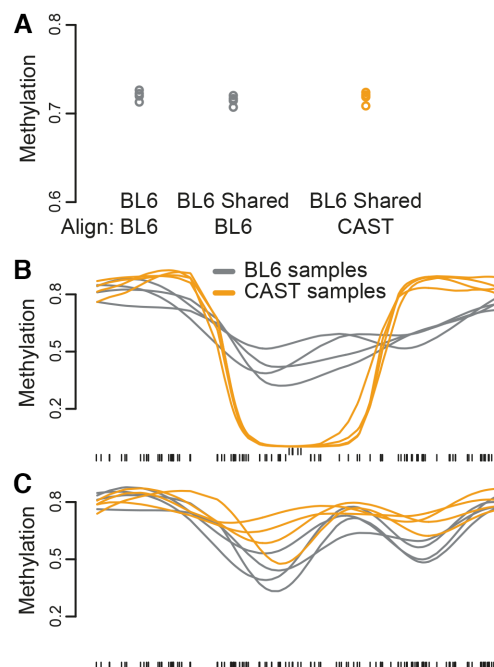 A
Methylation
0.8
0.7
0.6
BL6 BL6 Shared BL6 Shared
Align: BL6 BL6 CAST
B
Methylation
0.8
0.5
0.2
BL6 samples
CAST samples
C
Methylation
0.8
0.5
0.2